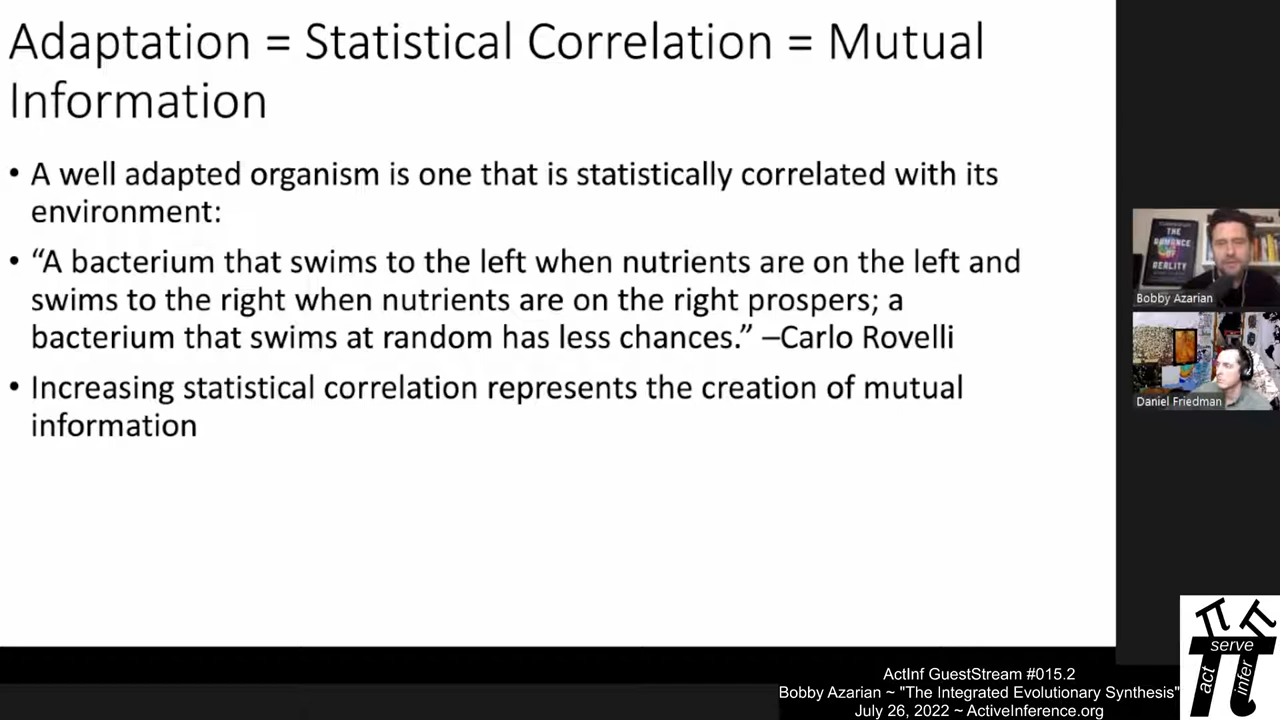 Adaptation = Statistical Correlation = Mutual
Information
• A well adapted organism is one that is statistically correlated with its
environment:
• “A bacterium that swims to the left when nutrients are on the left and
swims to the right when nutrients are on the right prospers; a
bacterium that swims at random has less chances.” –Carlo Rovelli
• Increasing statistical correlation represents the creation of mutual
information
THE
ROMANCE
OF
REALITY
Bobby Azarian
Daniel Friedman
serve
act
infer
ActInf GuestStream #015.2
Bobby Azarian ~ "The Integrated Evolutionary Synthesis"
July 26, 2022 ~ ActiveInference.org